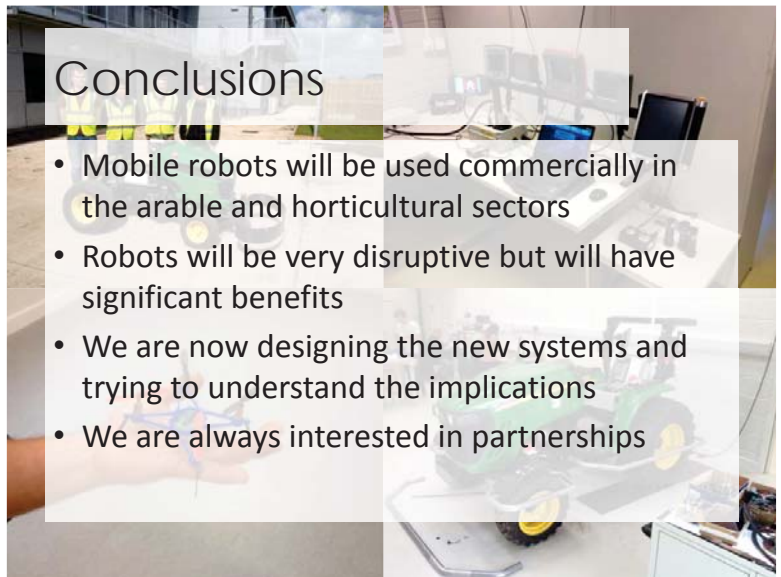 Conclusions
• Mobile robots will be used commercially in
the arable and horticultural sectors
• Robots will be very disruptive but will have
significant benefits
• We are now designing the new systems and
trying to understand the implications
• We are always interested in partnerships